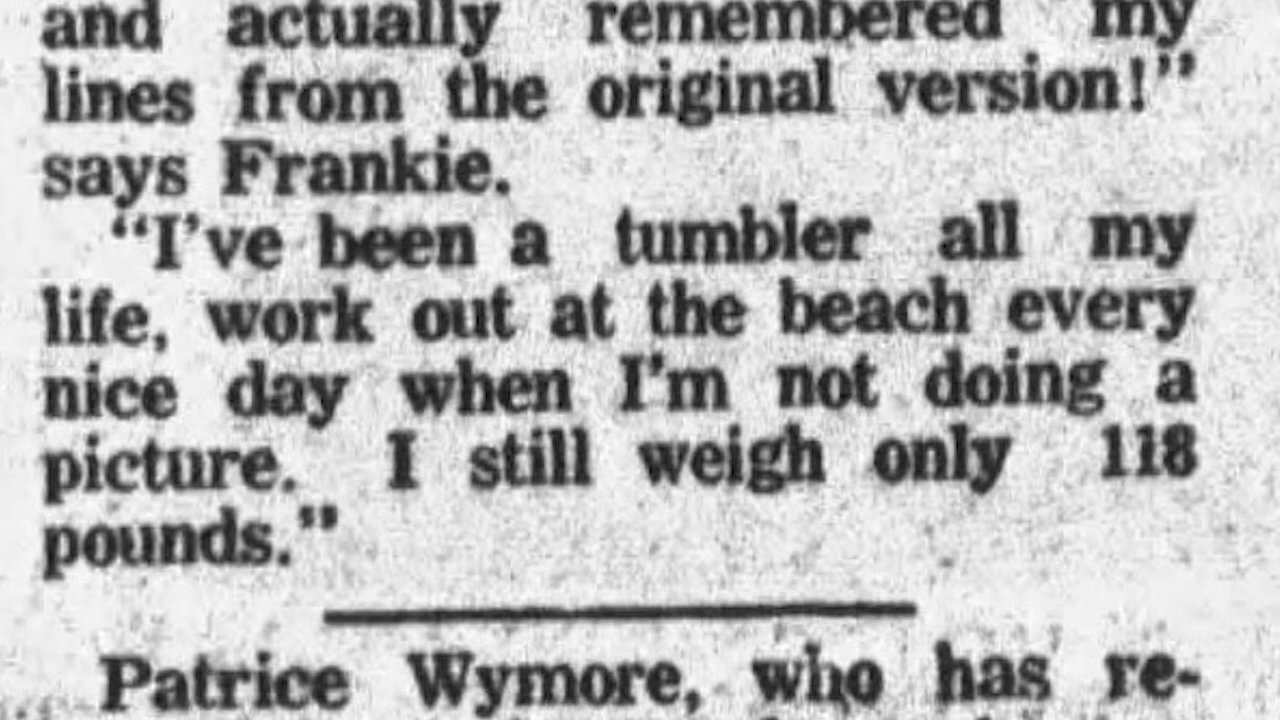 and actually remembered my
lines from the original version!"
says Frankie.
"I've been a tumbler all my
life, work out at the beach every
nice day when I'm not doing a
picture. I still weigh only 118
pounds."
Patrice Wymore, who has re-